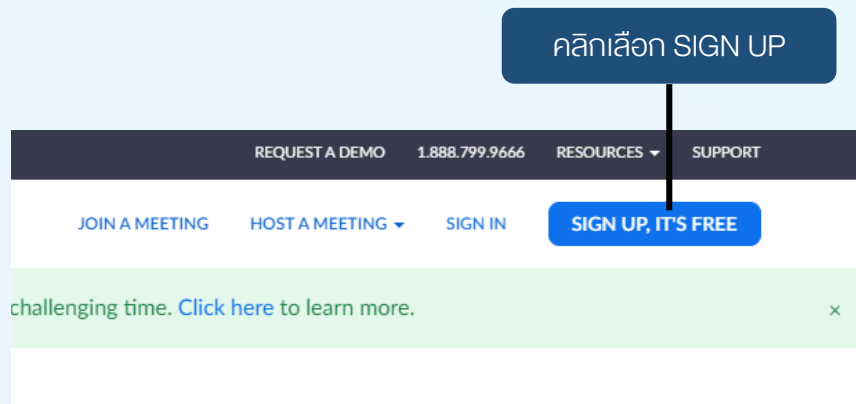 คลิกเลือก SIGN UP
REQUEST A DEMO 1.888.799.9666 RESOURCES SUPPORT
JOIN A MEETING HOST A MEETING SIGN IN SIGN UP, IT'S FREE
challenging time. Click here to learn more. ×